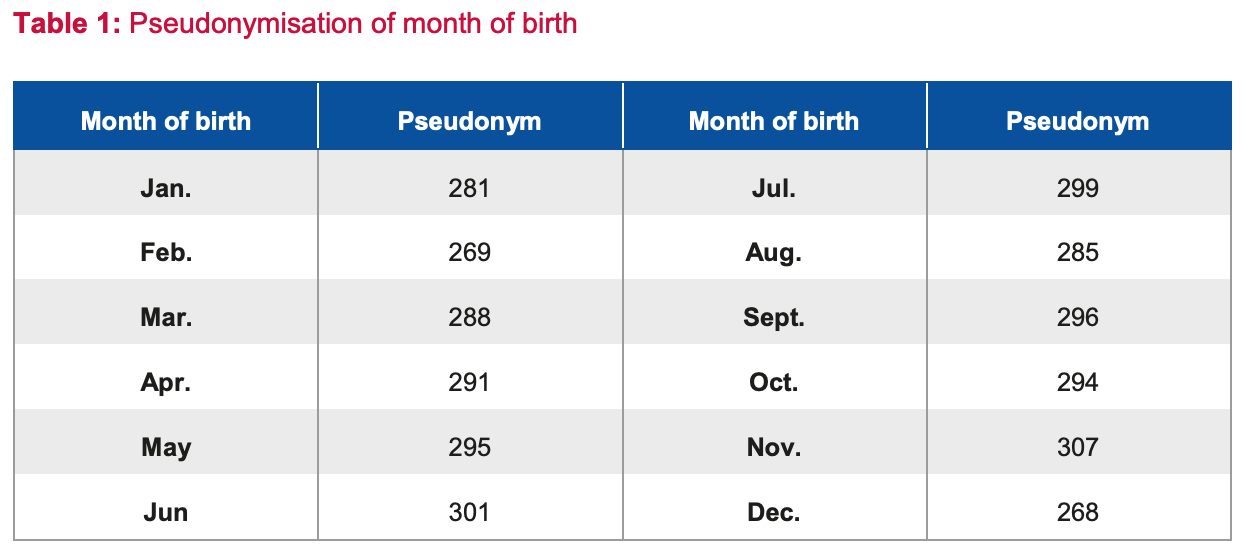 Table 1: Pseudonymisation of month of birth
Month of birth Pseudonym Month of birth Pseudonym
Jan. 281 Jul. 299
Feb. 269 Aug. 285
Mar. 288 Sept. 296
Apr. 291 Oct. 294
May 295 Nov. 307
Jun 301 Dec. 268